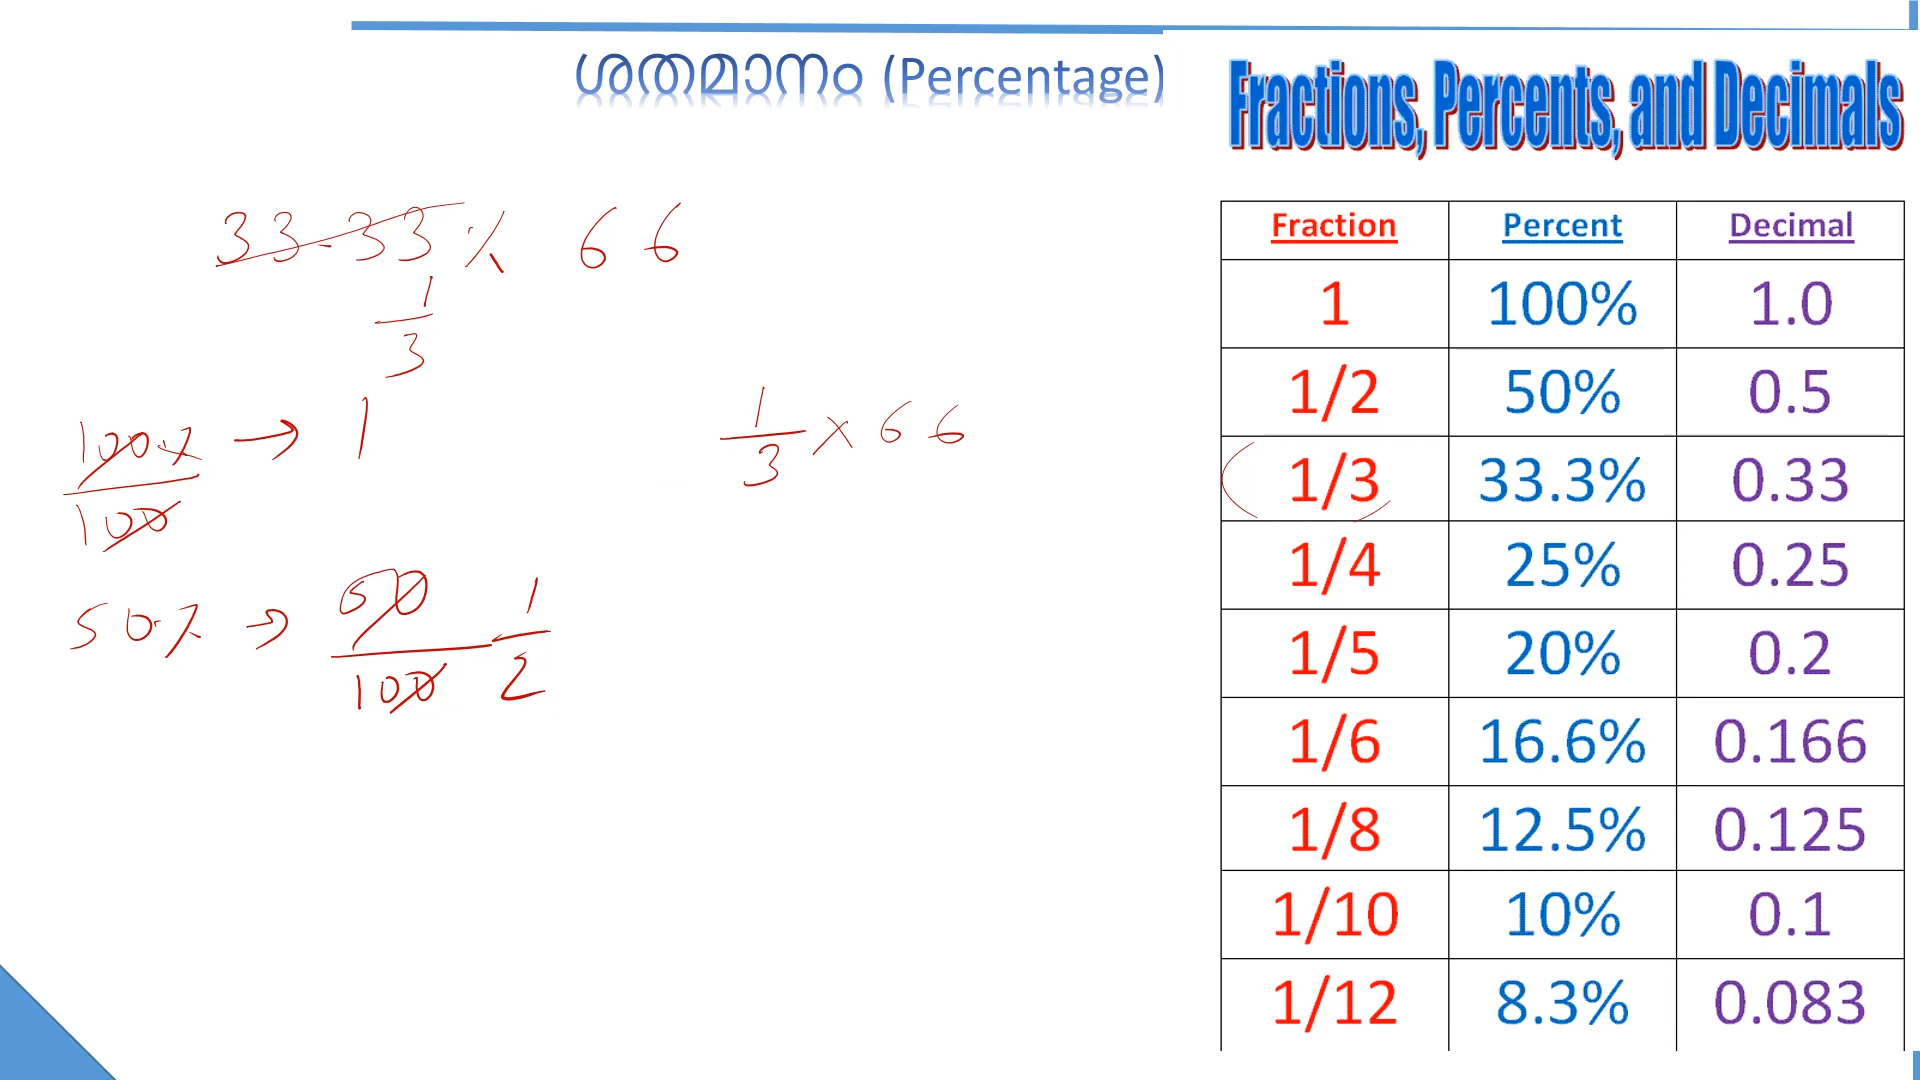 ശതമാനം (Percentage)
Fractions, Percents, and Decimals
33.33% 66
1
3
100% → 1
100
1/3 × 66
50% → 50/100 1/2
Fraction Percent Decimal
1 100% 1.0
1/2 50% 0.5
1/3 33.3% 0.33
1/4 25% 0.25
1/5 20% 0.2
1/6 16.6% 0.166
1/8 12.5% 0.125
1/10 10% 0.1
1/12 8.3% 0.083